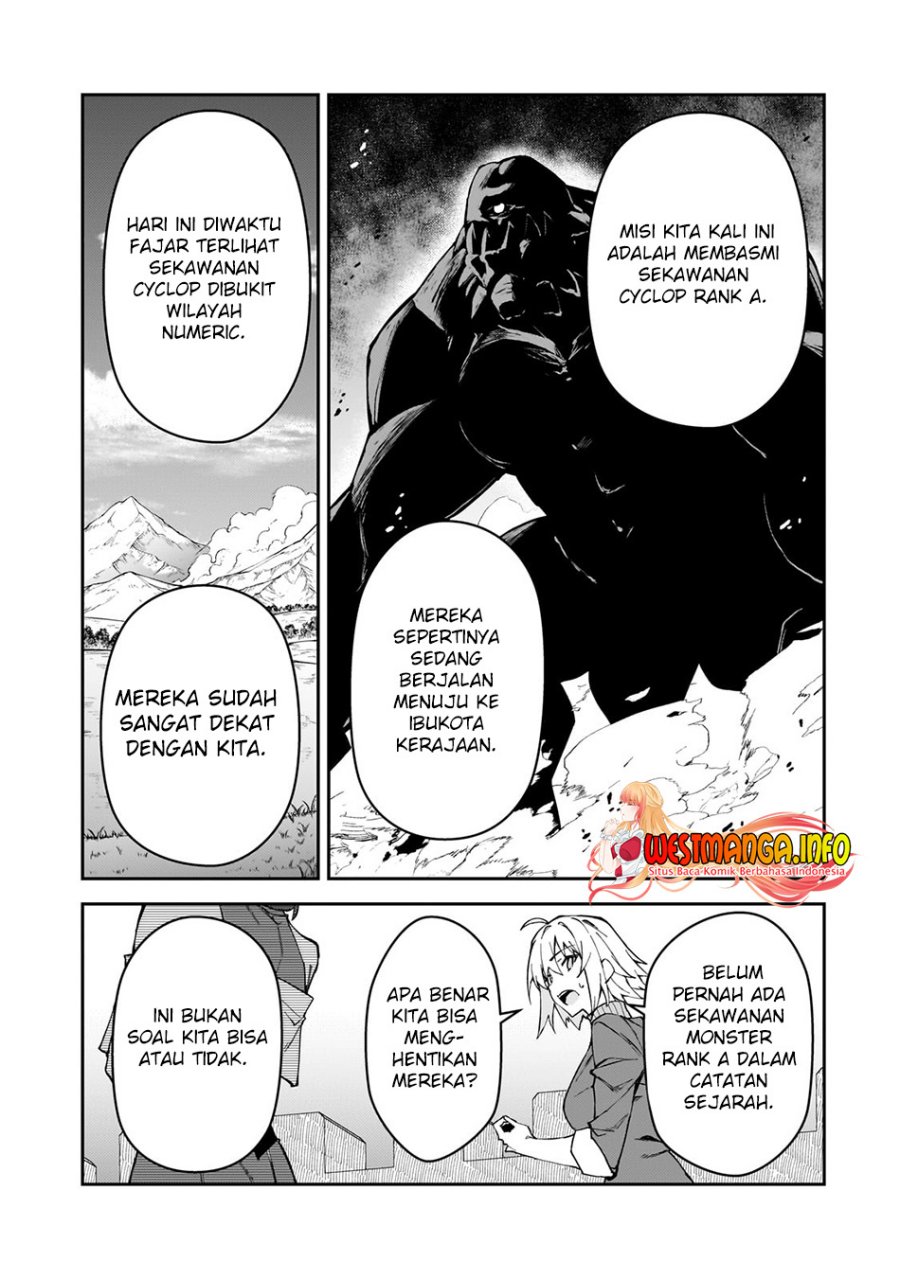 MISI KITA KALI INI
ADALAH MEMBASMI
SEKAWANAN
CYCLOP RANK A.
MEREKA
SEPERTINYA
SEDANG
BERJALAN
MENUJU KE
IBUKOTA
KERAJAAN.
HARI INI DIWAKTU
FAJAR TERLIHAT
SEKAWANAN
CYCLOP DIBUKIT
WILAYAH
NUMERIC.
MEREKA SUDAH
SANGAT DEKAT
DENGAN KITA.
WESTMANGA.INFO
Situs Baca Komik Berbahasa Indonesia
BELUM
PERNAH ADA
SEKAWANAN
MONSTER
RANK A DALAM
CATATAN
SEJARAH.
APA BENAR
KITA BISA
MENG-
HENTIKAN
MEREKA?
INI BUKAN
SOAL KITA BISA
ATAU TIDAK.